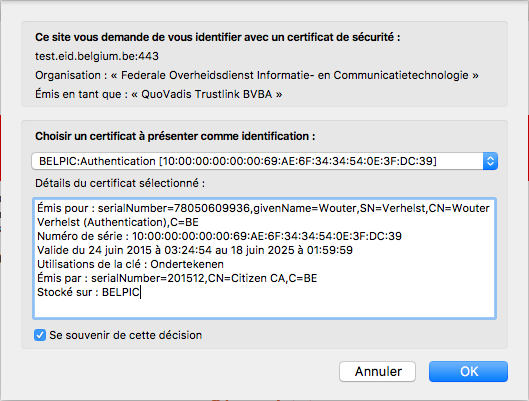 Ce site vous demande de vous identifier avec un certificat de sécurité :
test.eid.belgium.be:443
Organisation : « Federale Overheidsdienst Informatie- en Communicatietechnologie »
Émis en tant que : « QuoVadis Trustlink BVBA »
Choisir un certificat à présenter comme identification :
BELPIC:Authentication [10:00:00:00:00:00:69:AE:6F:34:34:54:0E:3F:DC:39]
Détails du certificat sélectionné :
Émis pour : serialNumber=78050609936,givenName=Wouter,SN=Verhelst,CN=Wouter
Verhelst (Authentication),C=BE
Numéro de série : 10:00:00:00:00:00:69:AE:6F:34:34:54:0E:3F:DC:39
Valide du 24 juin 2015 à 03:24:54 au 18 juin 2025 à 01:59:59
Utilisations de la clé : Ondertekenen
Émis par : serialNumber=201512,CN=Citizen CA,C=BE
Stocké sur : BELPIC
Se souvenir de cette décision
Annuler
OK